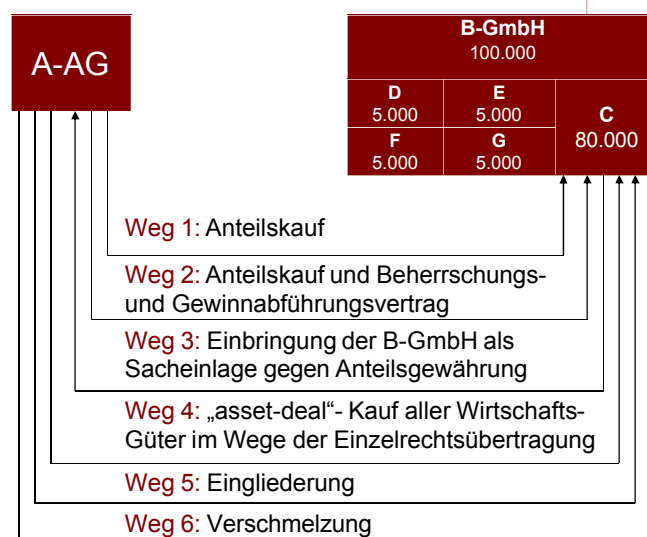 A-AG
B-GmbH
100.000
D
5.000
E
5.000
F
5.000
G
5.000
C
80.000
Weg 1: Anteilskauf
Weg 2: Anteilskauf und Beherrschungs-
und Gewinnabführungsvertrag
Weg 3: Einbringung der B-GmbH als
Sacheinlage gegen Anteilsgewährung
Weg 4: „asset-deal“- Kauf aller Wirtschafts-
Güter im Wege der Einzelrechtsübertragung
Weg 5: Eingliederung
Weg 6: Verschmelzung